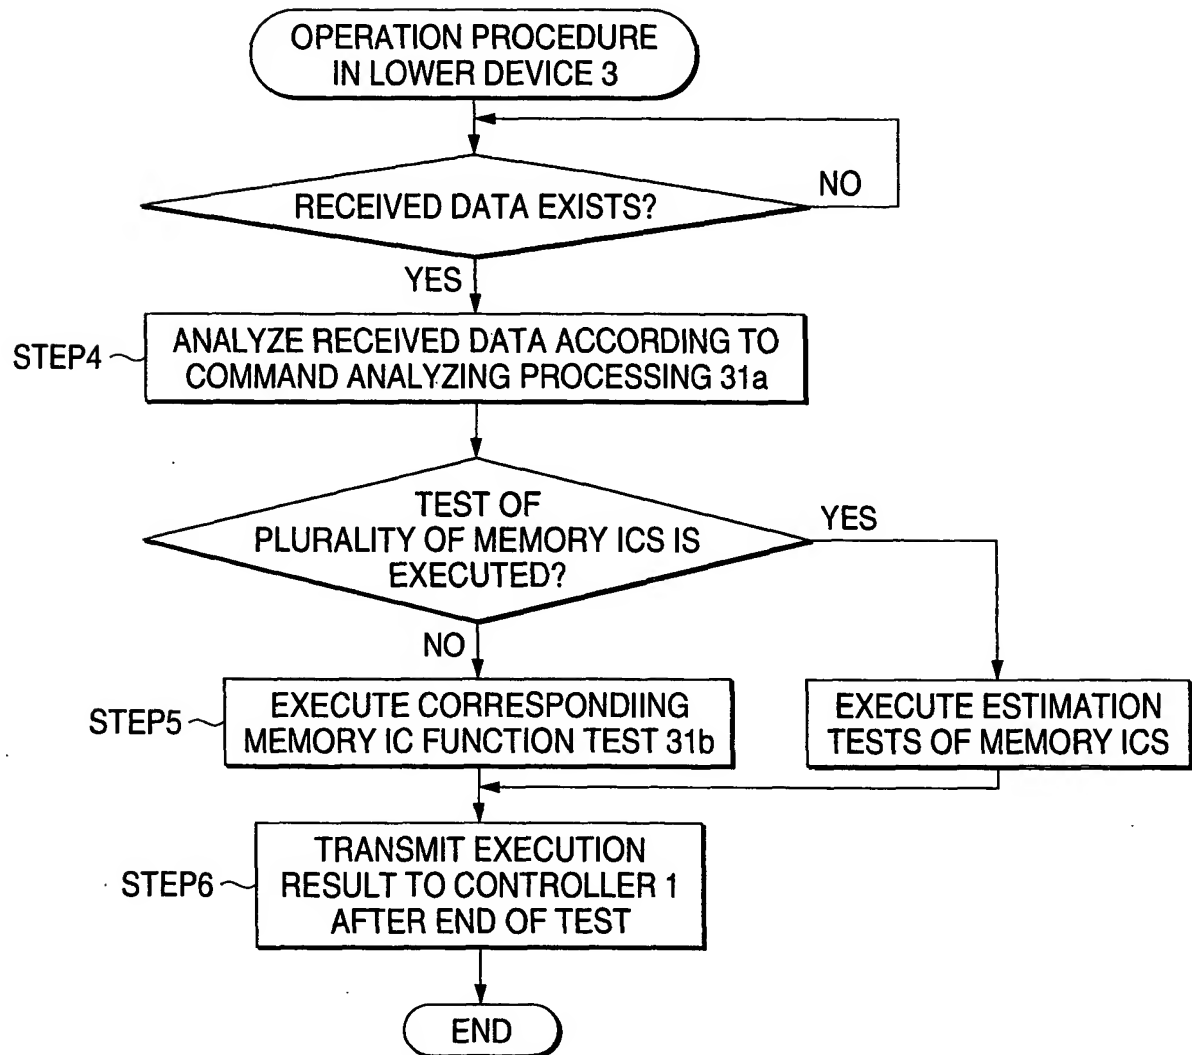 OPERATION PROCEDURE
IN LOWER DEVICE 3
RECEIVED DATA EXISTS?
NO
YES
STEP4
ANALYZE RECEIVED DATA ACCORDING TO
COMMAND ANALYZING PROCESSING 31a
TEST OF
PLURALITY OF MEMORY ICS IS
EXECUTED?
YES
NO
STEP5
EXECUTE CORRESPONDIING
MEMORY IC FUNCTION TEST 31b
EXECUTE ESTIMATION
TESTS OF MEMORY ICS
STEP6
TRANSMIT EXECUTION
RESULT TO CONTROLLER 1
AFTER END OF TEST
END